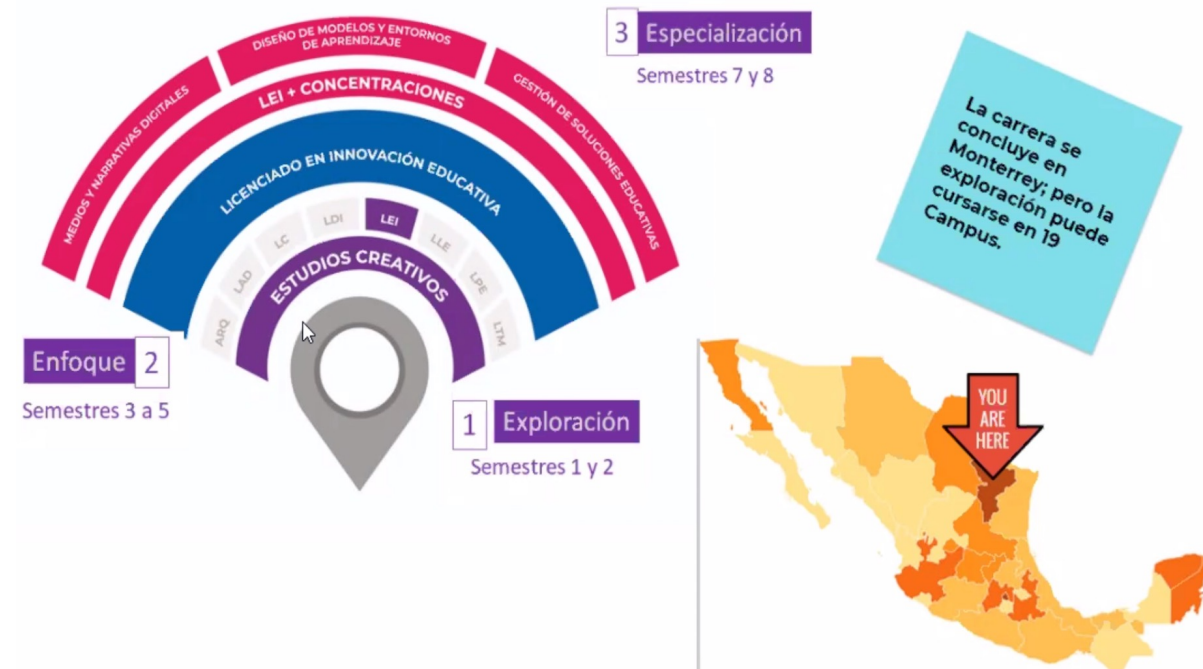 3 Especialización
Semestres 7 y 8
DISEÑO DE MODELOS Y ENTORNOS
DE APRENDIZAJE
MEDIOS Y NARRATIVAS DIGITALES
GESTIÓN DE SOLUCIONES EDUCATIVAS
LEI + CONCENTRACIONES
LICENCIADO EN INNOVACIÓN EDUCATIVA
ARQ
LAD
LC
LDI
LEI
LLE
LPE
LTM
ESTUDIOS CREATIVOS
Enfoque 2
Semestres 3 a 5
1 Exploración
Semestres 1 y 2
La carrera se
concluye en
Monterrey; pero la
exploración puede
cursarse en 19
Campus.
YOU
ARE
HERE